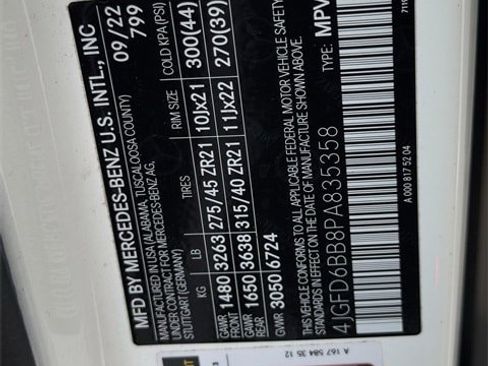 MFD BY MERCEDES-BENZ U.S. INTL., INC
MANUFACTURED IN USA (ALABAMA, TUSCALOOSA COUNTY)
UNDER LICENSE FOR MERCEDES-BENZ AG,
STUTTGART (GERMANY)
09/22
799
KG LB TIRES RIM SIZE COLD KPA (PSI)
GAWR FRONT 1480 3263 275/45 ZR21 10Jx21 300(44)
GAWR REAR 1650 3638 315/40 ZR21 11Jx22 270(39)
GVWR 3050 6724
THIS VEHICLE CONFORMS TO ALL APPLICABLE FEDERAL MOTOR VEHICLE SAFETY
IN EFFECT ON THE DATE OF MANUFACTURE SHOWN ABOVE.
4JGFD6BB8PA835358
TYPE: MPV
A 000 817 52 04
A 167 584 35 12